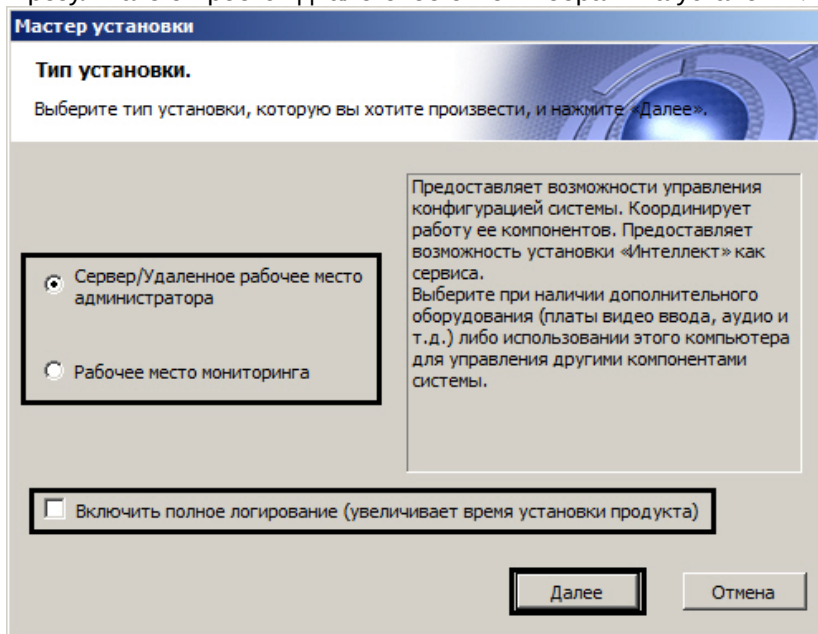 Мастер установки
Тип установки.
Выберите тип установки, которую вы хотите произвести, и нажмите «Далее».
Предоставляет возможности управления
конфигурацией системы. Координирует
работу ее компонентов. Предоставляет
возможность установки «Интеллект» как
сервиса.
Выберите при наличии дополнительного
оборудования (платы видео ввода, аудио и
т.д.) либо использовании этого компьютера
для управления другими компонентами
системы.
Сервер/Удаленное рабочее место
администратора
Рабочее место мониторинга
Включить полное логирование (увеличивает время установки продукта)
Далее
Отмена